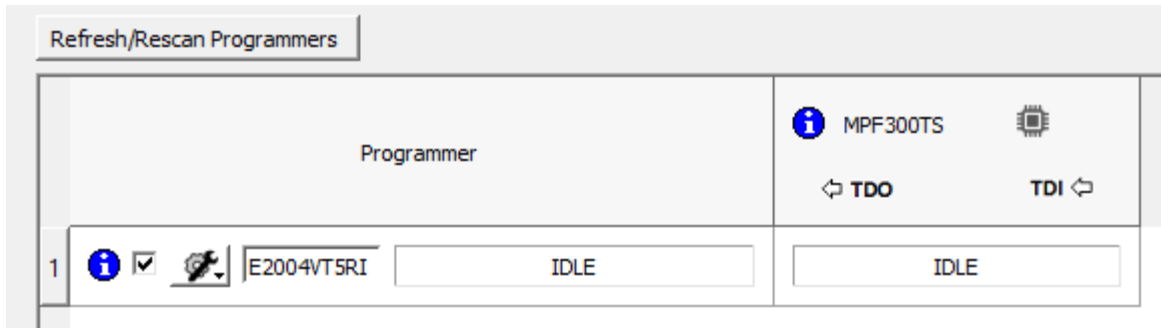 Refresh/Rescan Programmers
Programmer
MPF300TS
TDO TDI
1 E2004VT5RI IDLE IDLE